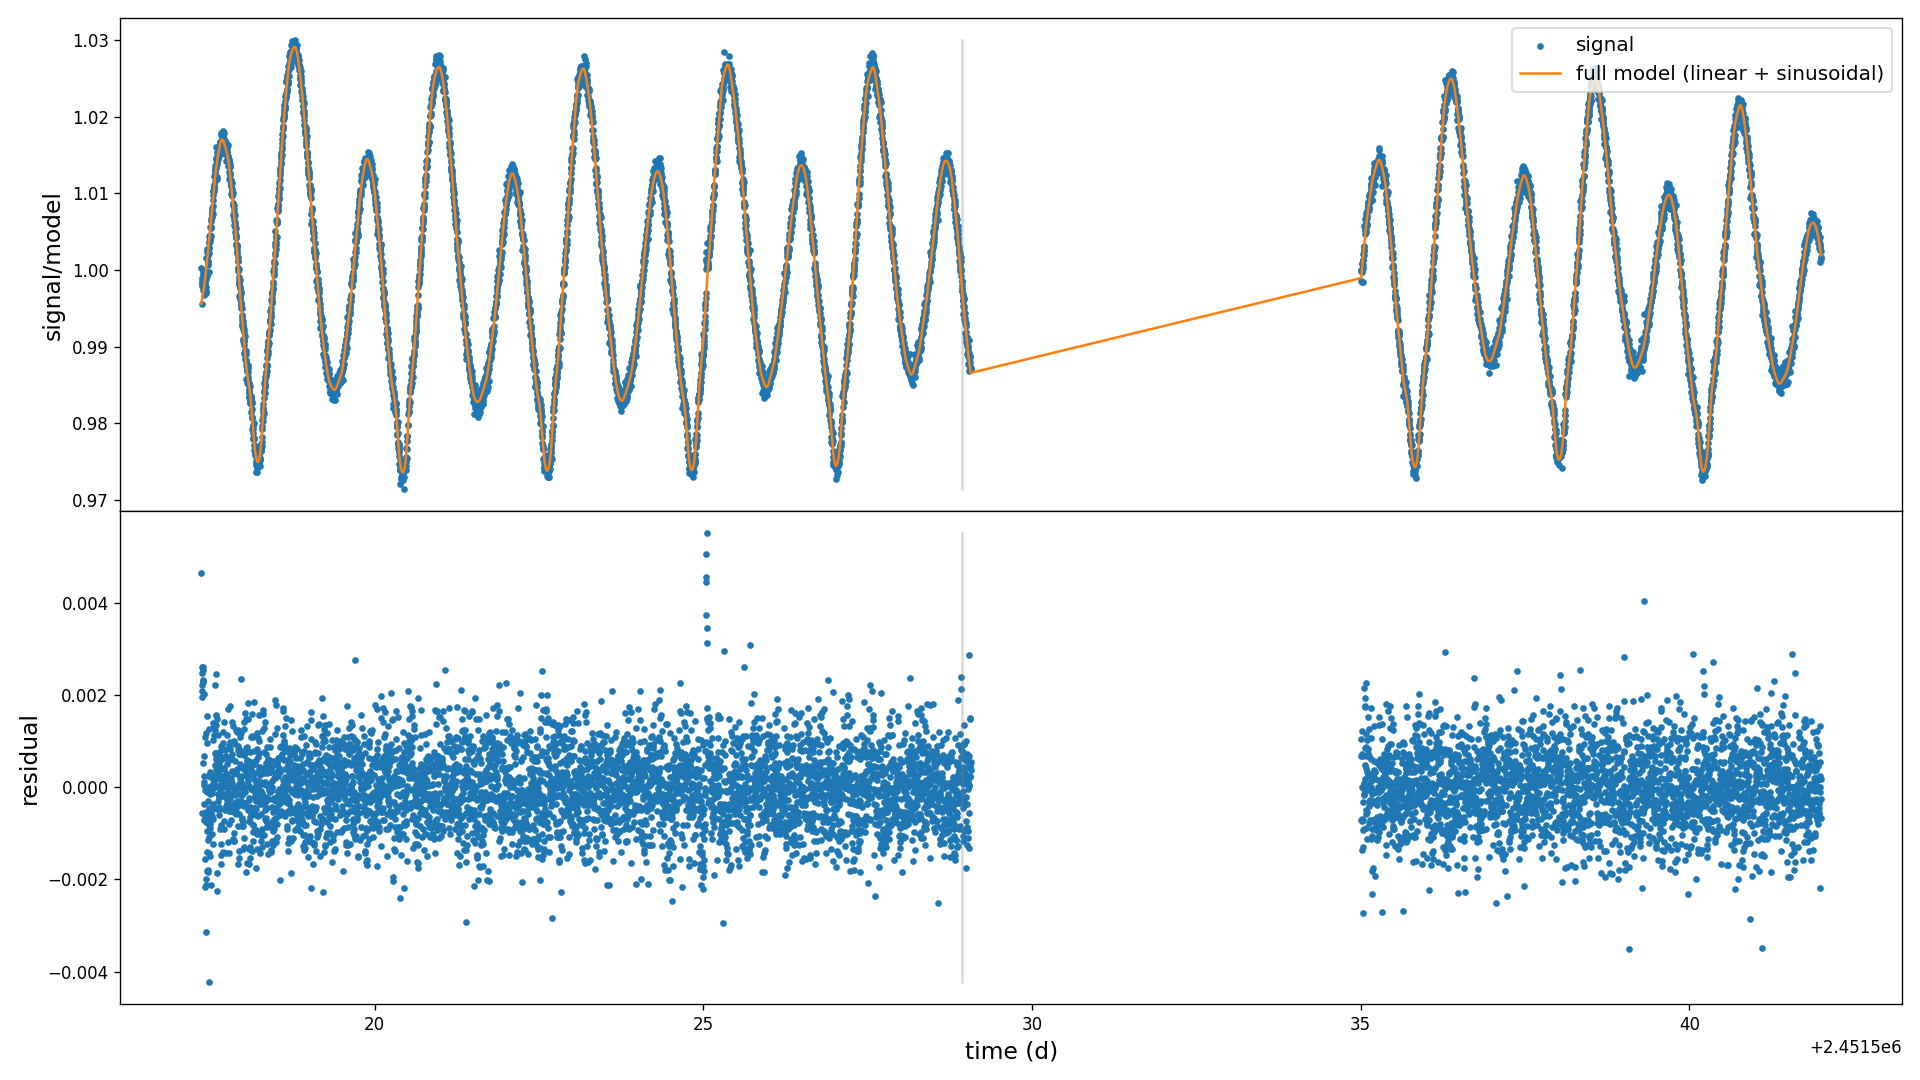 signal
full model (linear + sinusoidal)
signal/model
1.03
1.02
1.01
1.00
0.99
0.98
0.97
residual
0.004
0.002
0.000
−0.002
−0.004
20
25
30
35
40
time (d)
+2.4515e6